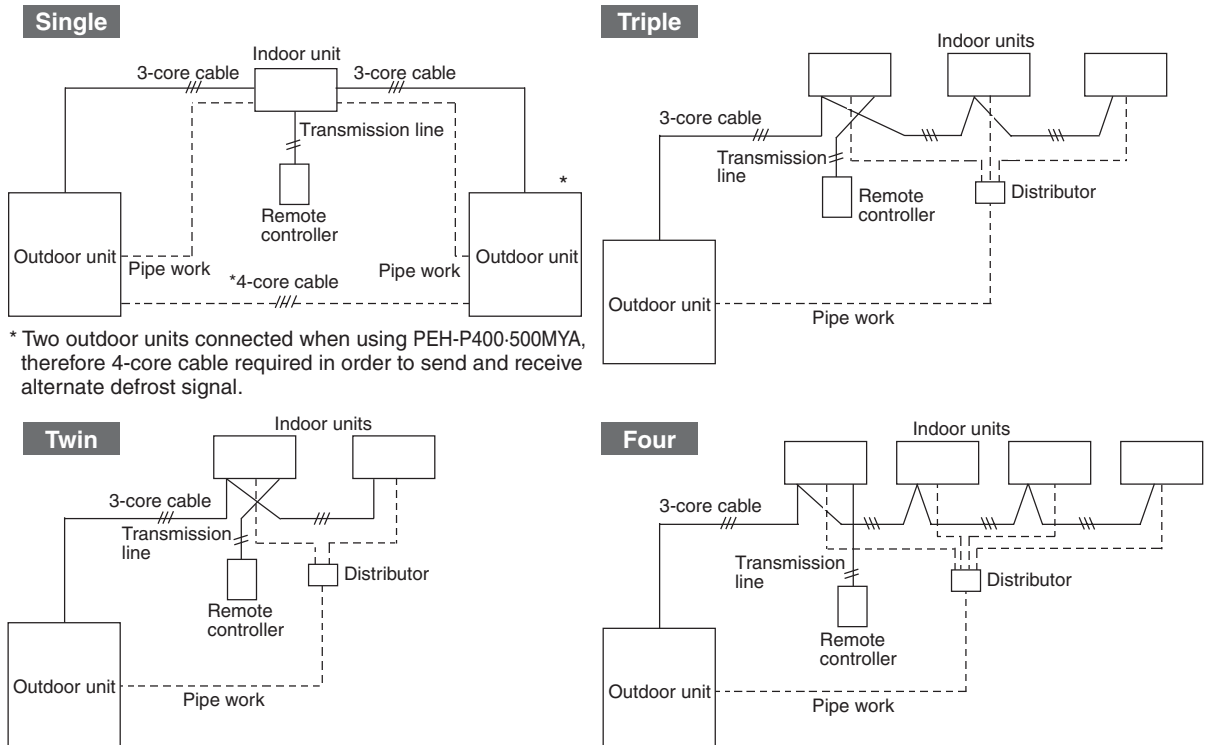 Single
Indoor unit
3-core cable
3-core cable
Transmission line
*
Remote
controller
Outdoor unit
Outdoor unit
Pipe work
Pipe work
*4-core cable
* Two outdoor units connected when using PEH-P400·500MYA,
therefore 4-core cable required in order to send and receive
alternate defrost signal.
Triple
Indoor units
3-core cable
Transmission
line
Remote
controller
Distributor
Outdoor unit
Pipe work
Twin
Indoor units
3-core cable
Transmission
line
Distributor
Remote
controller
Outdoor unit
Pipe work
Four
Indoor units
3-core cable
Transmission
line
Distributor
Remote
controller
Outdoor unit
Pipe work